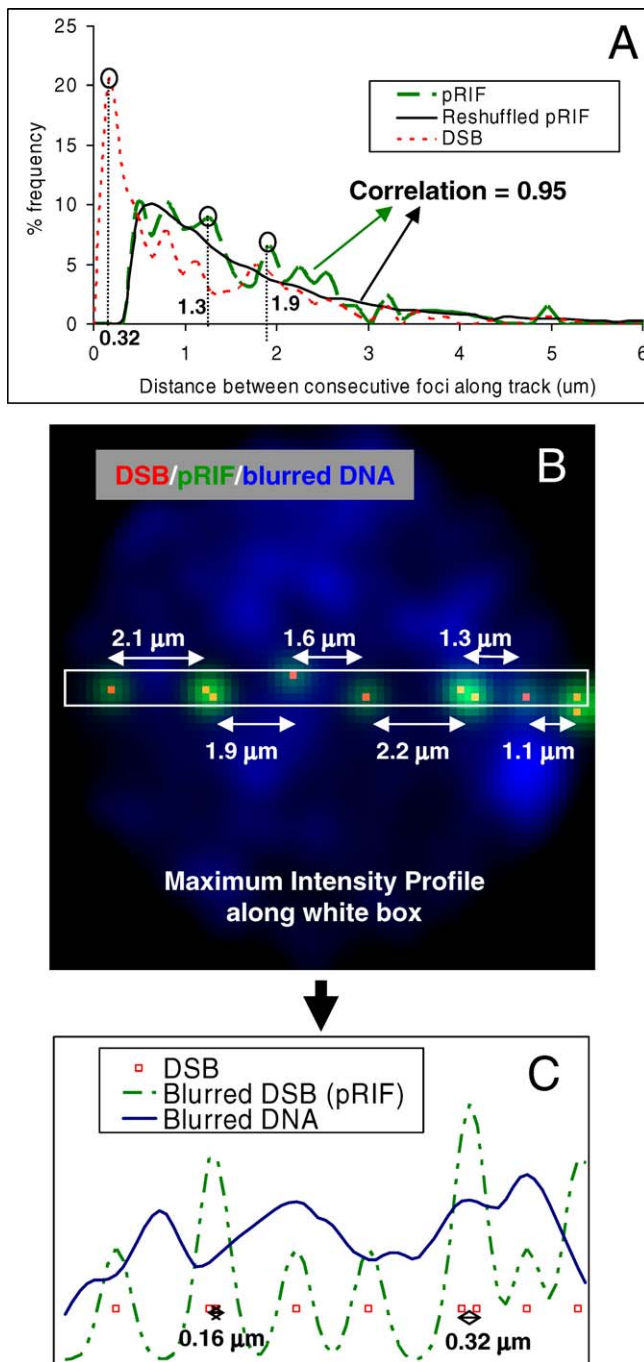 A
25
20
15
10
5
0
% frequency
pRIF
Reshuffled pRIF
DSB
Correlation = 0.95
1.3
1.9
0.32
0 1 2 3 4 5 6
Distance between consecutive foci along track (um)
DSB/pRIF/blurred DNA
B
2.1 μm
1.6 μm
1.3 μm
1.9 μm
2.2 μm
1.1 μm
Maximum Intensity Profile
along white box
C
DSB
Blurred DSB (pRIF)
Blurred DNA
0.16 μm
0.32 μm